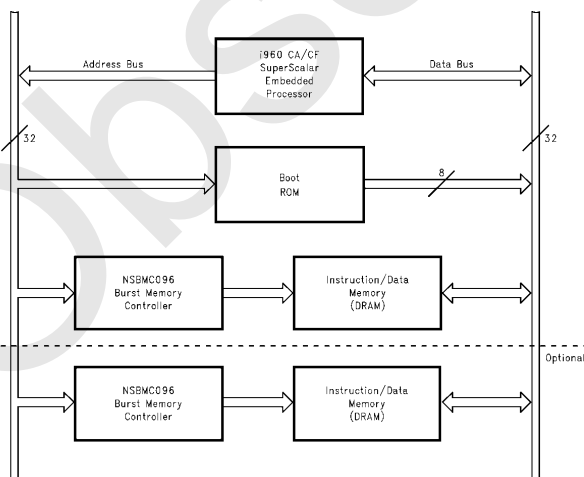 i960 CA/CF
SuperScalar
Embedded
Processor
Address Bus
Data Bus
32
32
Boot
ROM
8
NSBMC096
Burst Memory
Controller
Instruction/Data
Memory
(DRAM)
Optional
NSBMC096
Burst Memory
Controller
Instruction/Data
Memory
(DRAM)